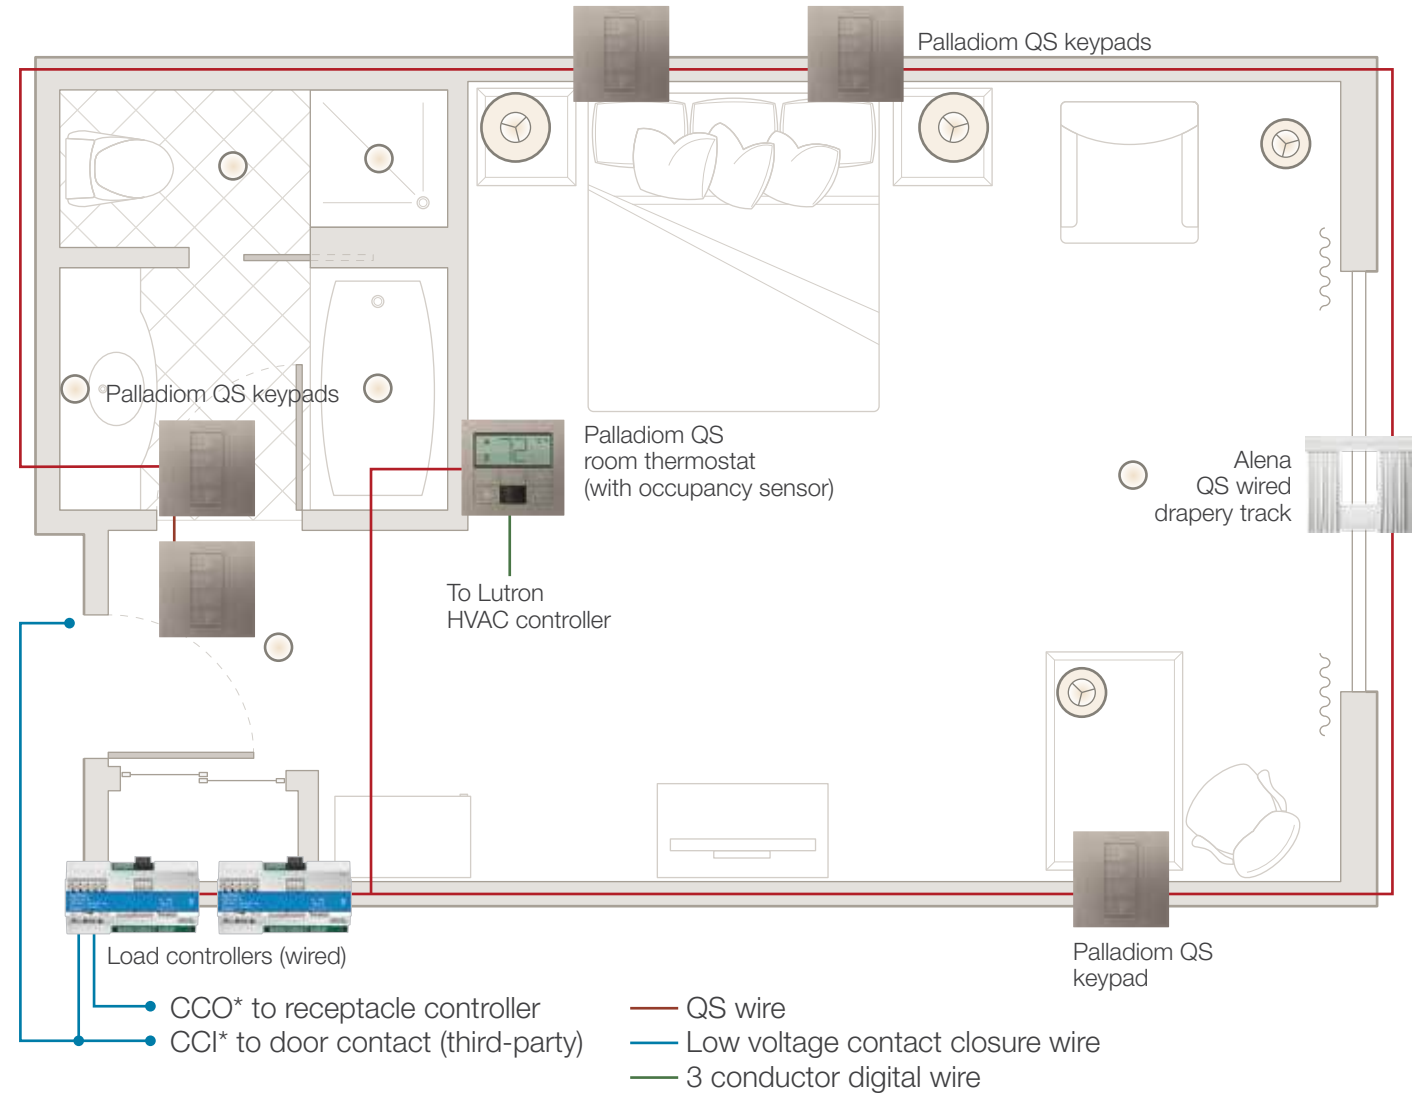 Palladiom QS keypads
Palladiom QS keypads
Palladiom QS
room thermostat
(with occupancy sensor)
Alena
QS wired
drapery track
To Lutron
HVAC controller
Load controllers (wired)
Palladiom QS
keypad
CCO* to receptacle controller
CCI* to door contact (third-party)
QS wire
Low voltage contact closure wire
3 conductor digital wire